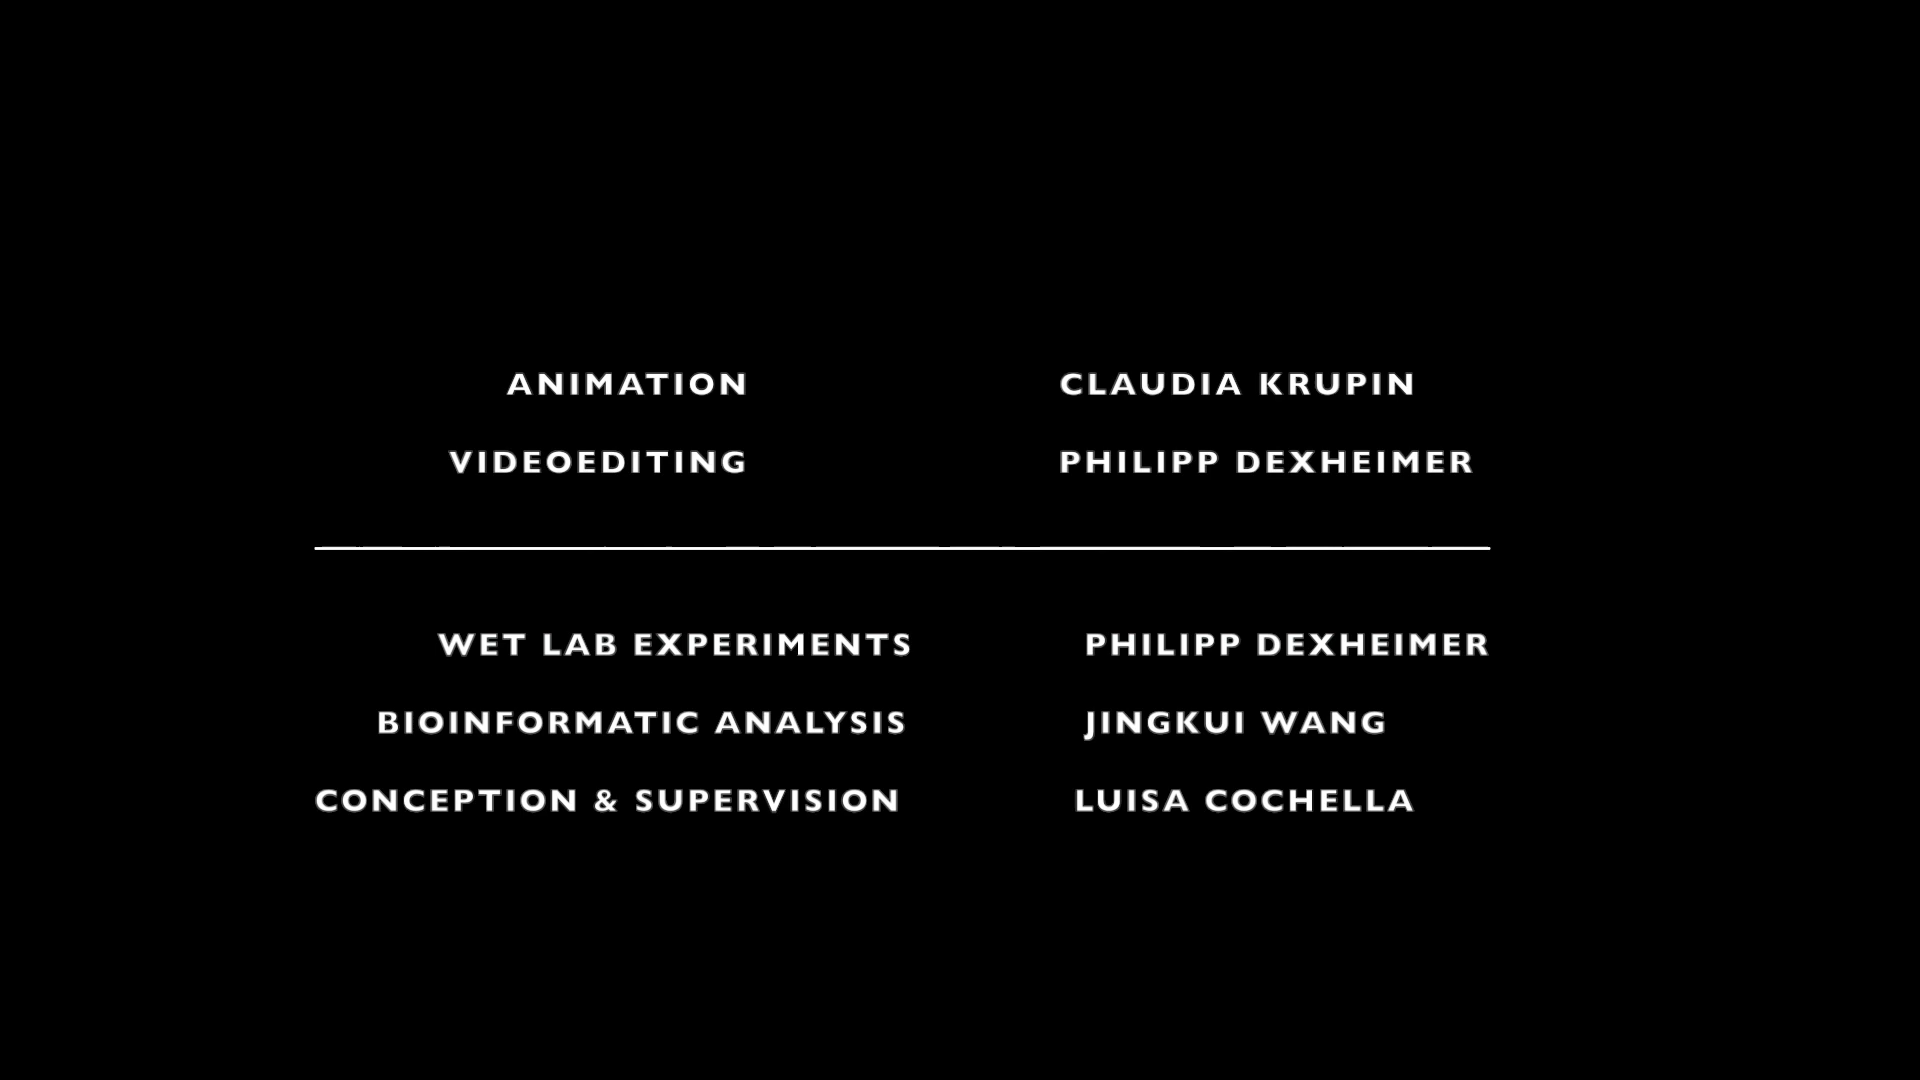 ANIMATION CLAUDIA KRUPIN
VIDEOEDITING PHILIPP DEXHEIMER
WET LAB EXPERIMENTS PHILIPP DEXHEIMER
BIOINFORMATIC ANALYSIS JINGKUI WANG
CONCEPTION & SUPERVISION LUISA COCHELLA